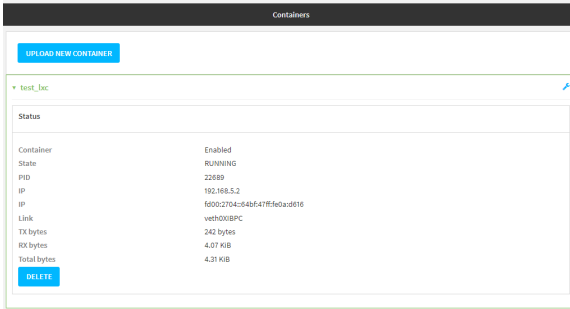 Containers
UPLOAD NEW CONTAINER
test_lxc
Status
Container Enabled
State RUNNING
PID 22689
IP 192.168.5.2
IP fd00:2704::64bf:47ff:fe0a:d616
Link veth0XIBPC
TX bytes 242 bytes
RX bytes 4.07 KiB
Total bytes 4.31 KiB
DELETE